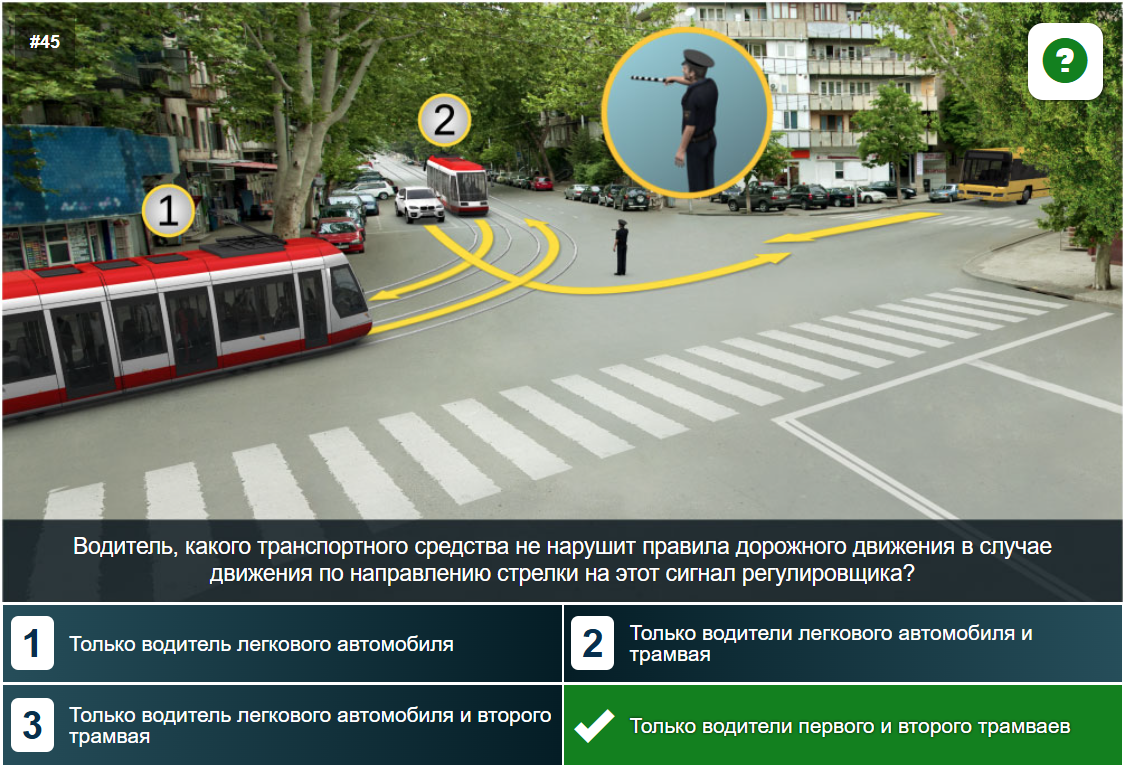 #45
?
2
1
Водитель, какого транспортного средства не нарушит правила дорожного движения в случае
движения по направлению стрелки на этот сигнал регулировщика?
1 Только водитель легкового автомобиля
2 Только водители легкового автомобиля и
трамвая
3 Только водитель легкового автомобиля и второго
трамвая
Только водители первого и второго трамваев